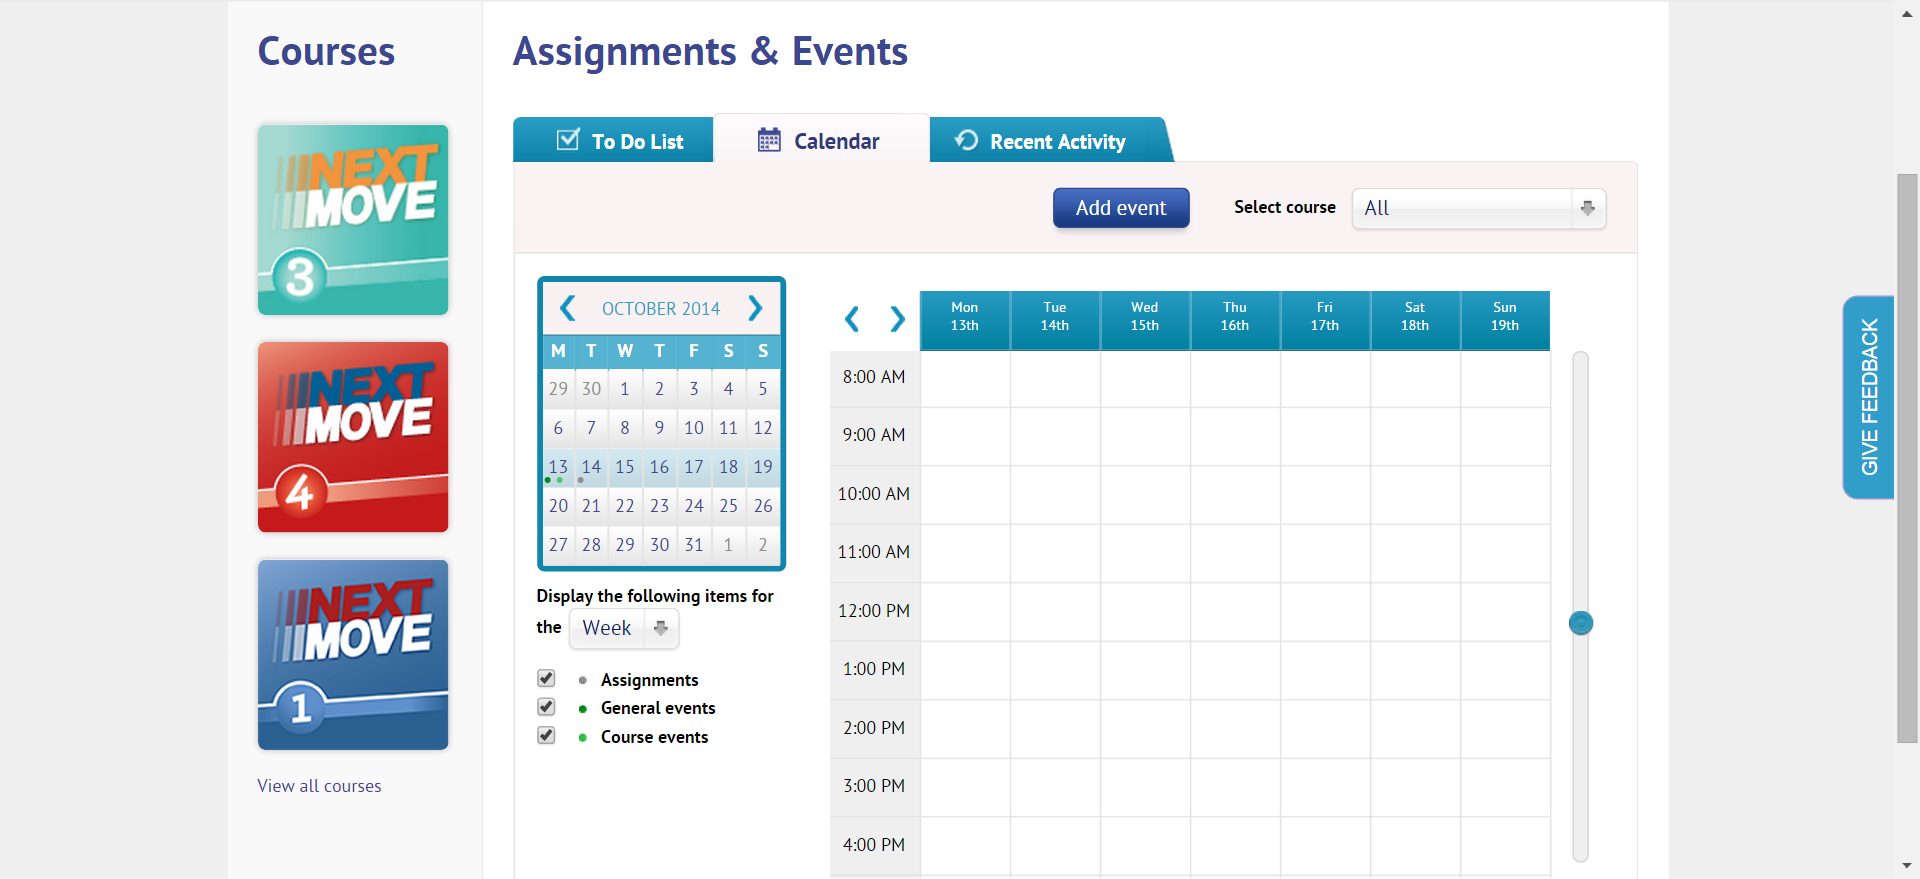 Courses
NEXT
MOVE
3
NEXT
MOVE
4
NEXT
MOVE
1
View all courses
Assignments & Events
To Do List
Calendar
Recent Activity
Add event
Select course
All
OCTOBER 2014
M T W T F S S
29 30 1 2 3 4 5
6 7 8 9 10 11 12
13 14 15 16 17 18 19
20 21 22 23 24 25 26
27 28 29 30 31 1 2
Display the following items for
the Week
Assignments
General events
Course events
Mon Tue Wed Thu Fri Sat Sun
13th 14th 15th 16th 17th 18th 19th
8:00 AM
9:00 AM
10:00 AM
11:00 AM
12:00 PM
1:00 PM
2:00 PM
3:00 PM
4:00 PM
GIVE FEEDBACK